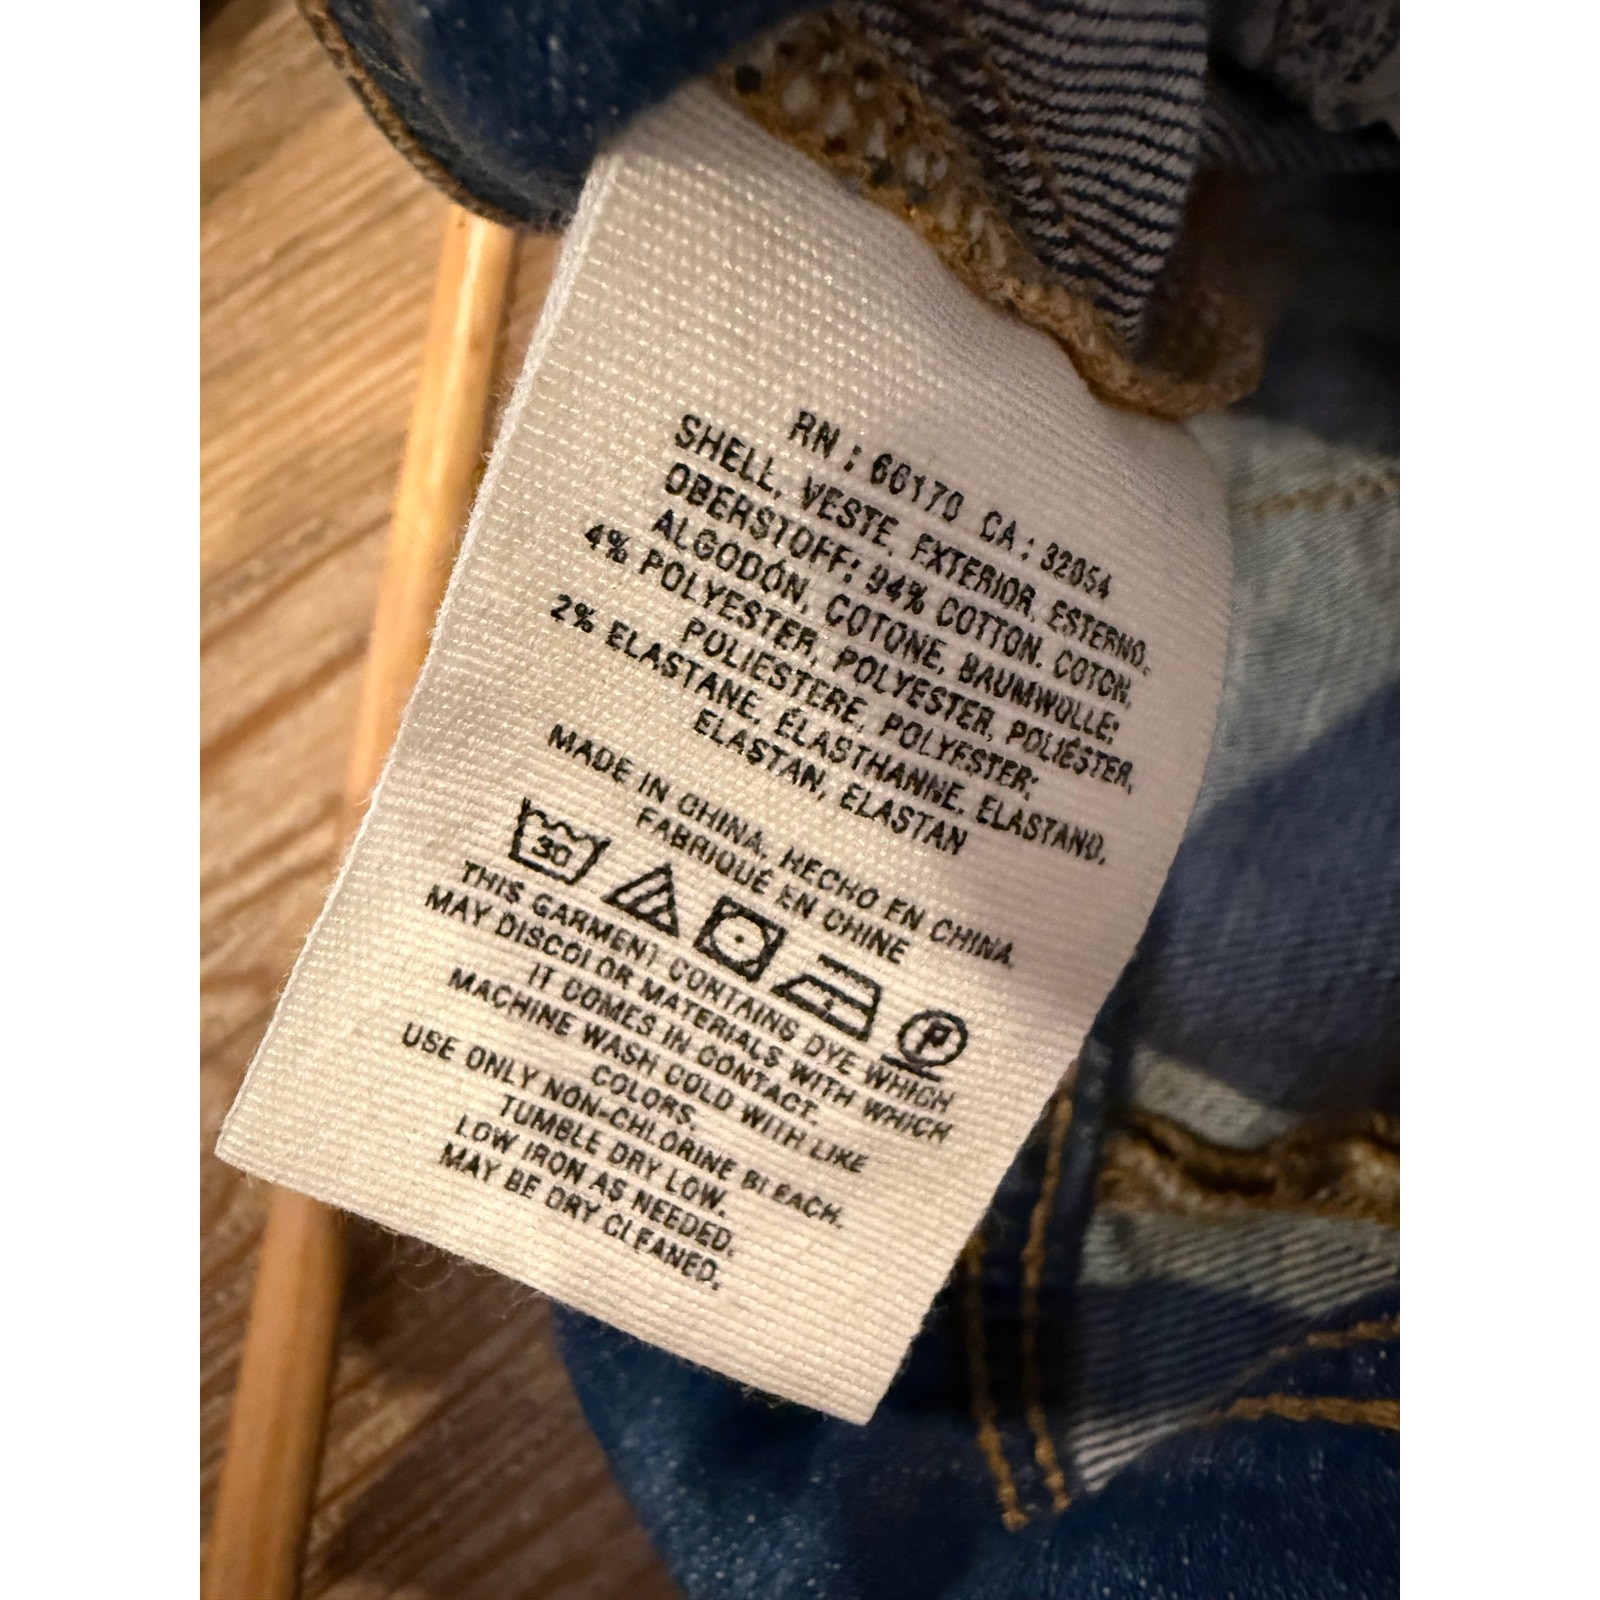 RN : 66170 CA : 32054
SHELL, VESTE, EXTERIOR, ESTERNO,
OBERSTOFF: 94% COTTON, COTON,
ALGODÓN, COTONE, BAUMWOLLE;
4% POLYESTER, POLYESTER, POLIÉSTER,
POLIESTERE, POLYESTER;
2% ELASTANE, ÉLASTHANNE, ELASTANO,
ELASTAN, ELASTAN
MADE IN CHINA, HECHO EN CHINA
FABRIQUÉ EN CHINE
30
P
THIS GARMENT CONTAINS DYE WHICH
MAY DISCOLOR MATERIALS WITH WHICH
IT COMES IN CONTACT.
MACHINE WASH COLD WITH LIKE
COLORS.
USE ONLY NON-CHLORINE BLEACH.
TUMBLE DRY LOW.
LOW IRON AS NEEDED.
MAY BE DRY CLEANED.